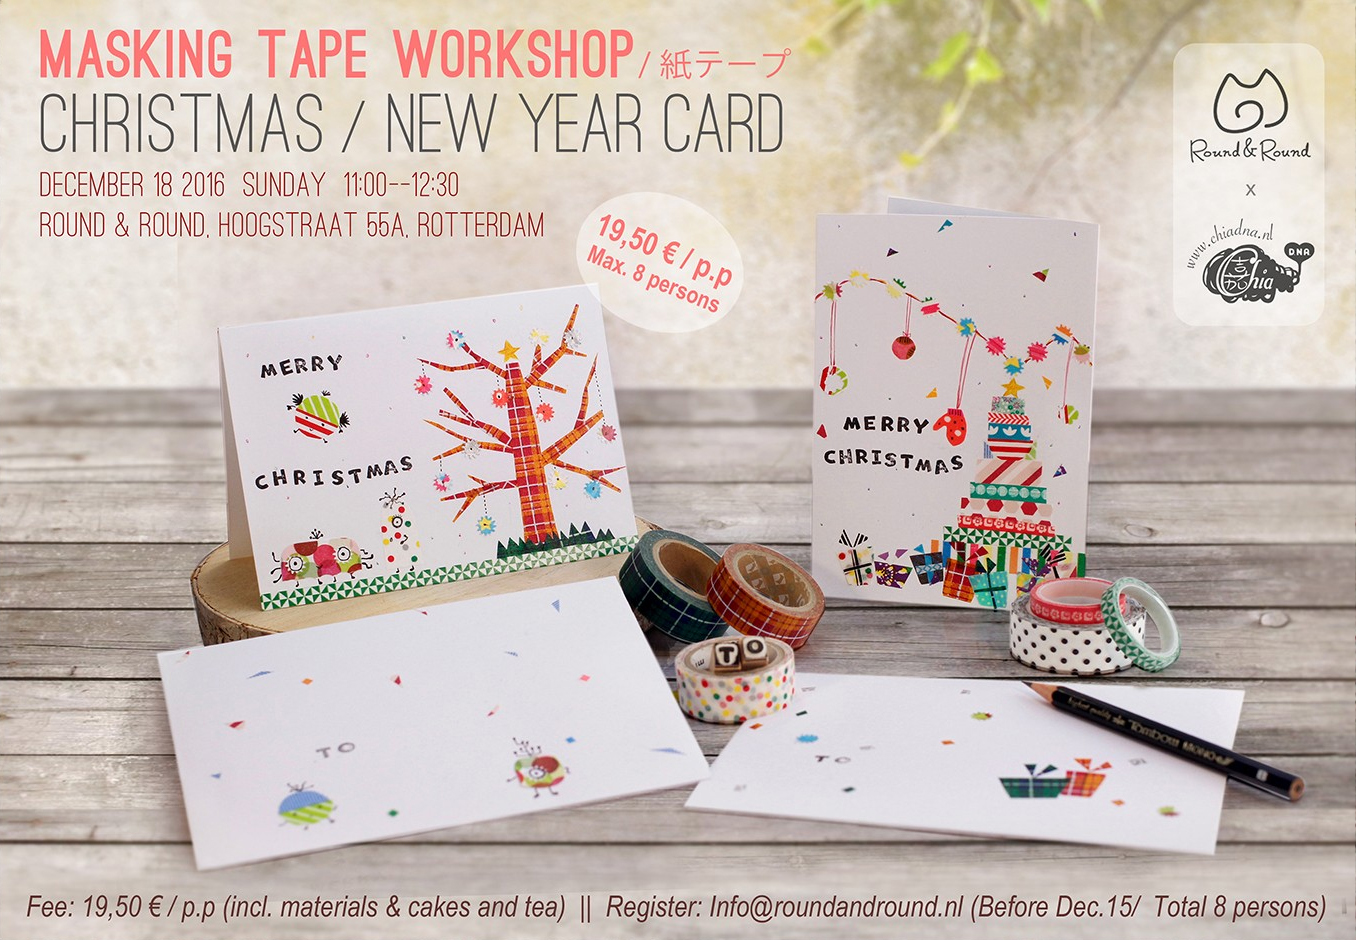 MASKING TAPE WORKSHOP / 紙テープ
CHRISTMAS / NEW YEAR CARD
DECEMBER 18 2016 SUNDAY 11:00--12:30
ROUND & ROUND, HOOGSTRAAT 55A, ROTTERDAM
19,50 € / p.p
Max. 8 persons
Round & Round
x
www.chiadna.nl
DNA
Chia
MERRY
CHRISTMAS
MERRY
CHRISTMAS
TO
TO
TO
Tombow MONO
B
Fee: 19,50 € / p.p (incl. materials & cakes and tea) || Register: Info@roundandround.nl (Before Dec.15/ Total 8 persons)